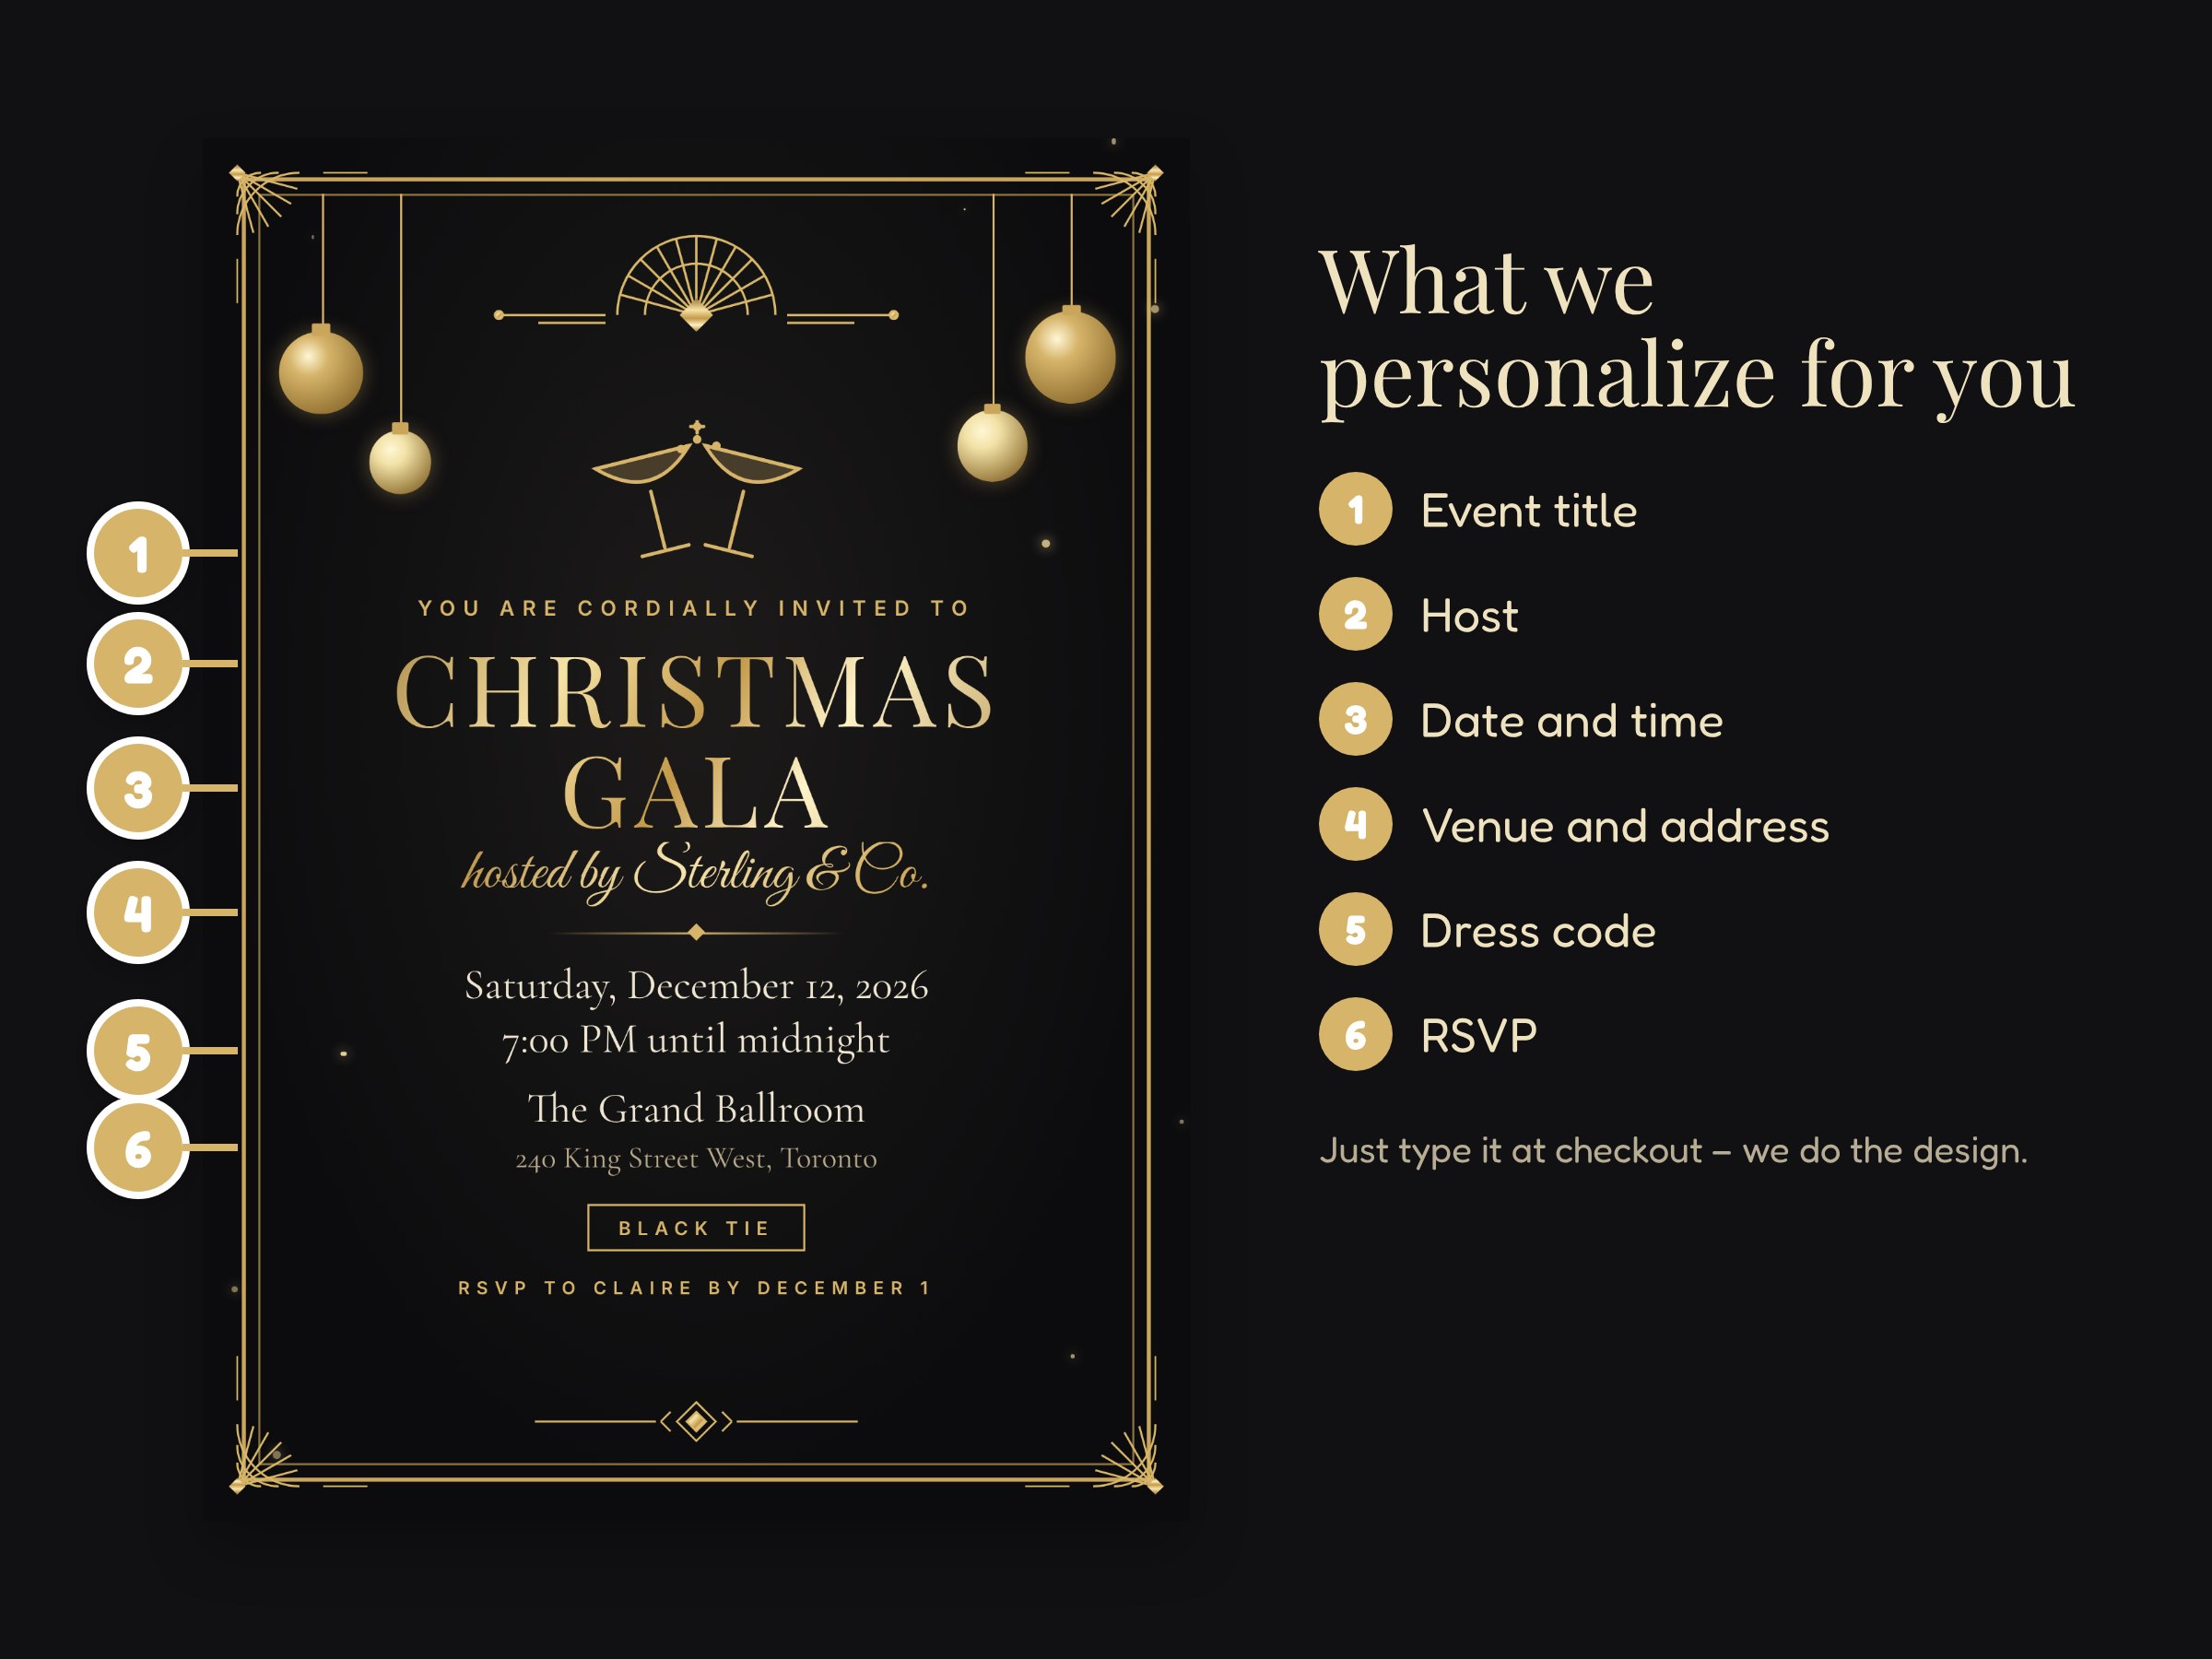 1
2
3
4
5
6
YOU ARE CORDIALLY INVITED TO
CHRISTMAS
GALA
hosted by Sterling & Co.
Saturday, December 12, 2026
7:00 PM until midnight
The Grand Ballroom
240 King Street West, Toronto
BLACK TIE
RSVP TO CLAIRE BY DECEMBER 1
What we
personalize for you
1 Event title
2 Host
3 Date and time
4 Venue and address
5 Dress code
6 RSVP
Just type it at checkout – we do the design.